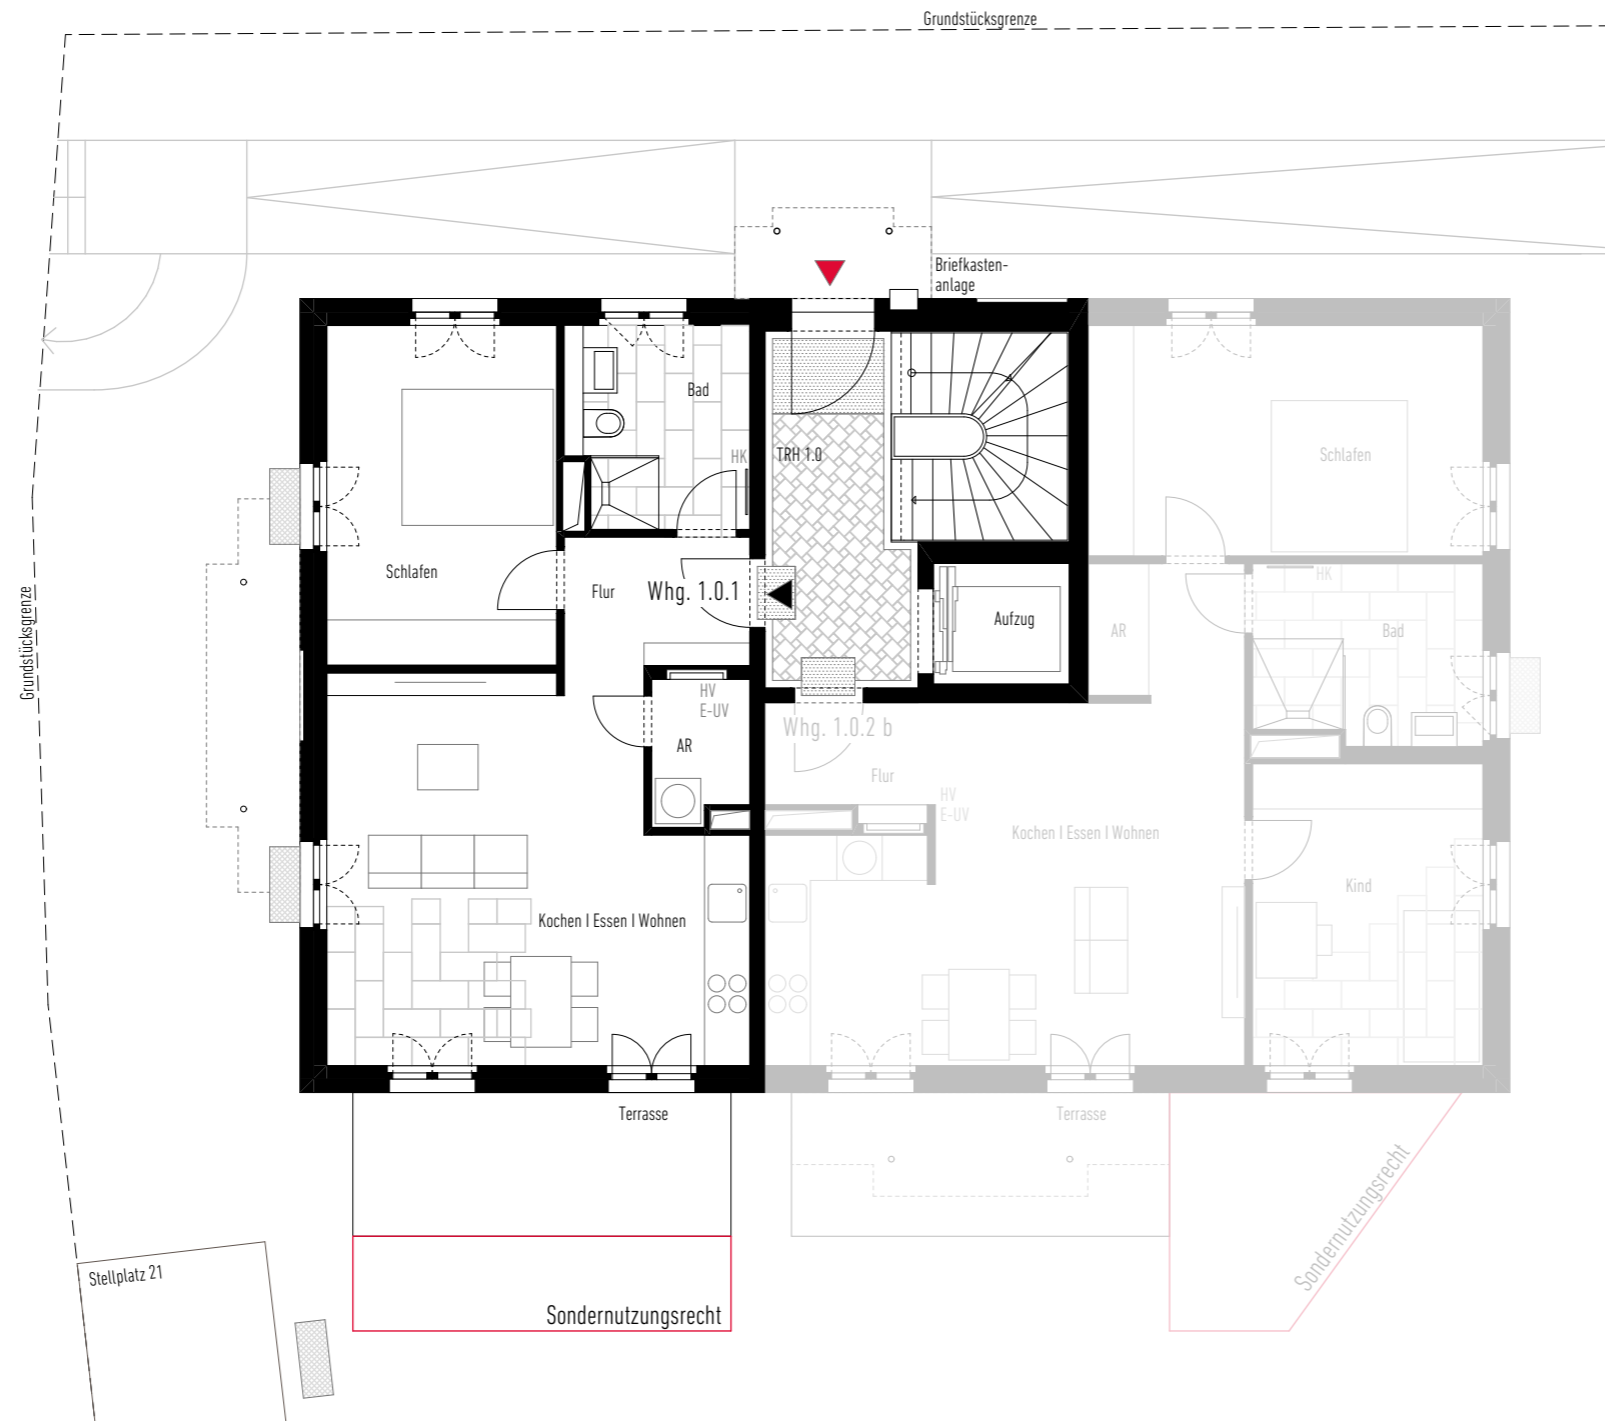 Grundstücksgrenze
Briefkasten-
anlage
Bad
HK
TRH 1.0
Schlafen
Schlafen
Flur
Whg. 1.0.1
Aufzug
HK
AR
Bad
Grundstücksgrenze
HV
E-UV
AR
Whg. 1.0.2 b
Flur
HV
E-UV
Kochen I Essen I Wohnen
Kind
Kochen I Essen I Wohnen
Terrasse
Terrasse
Sondernutzungsrecht
Stellplatz 21
Sondernutzungsrecht